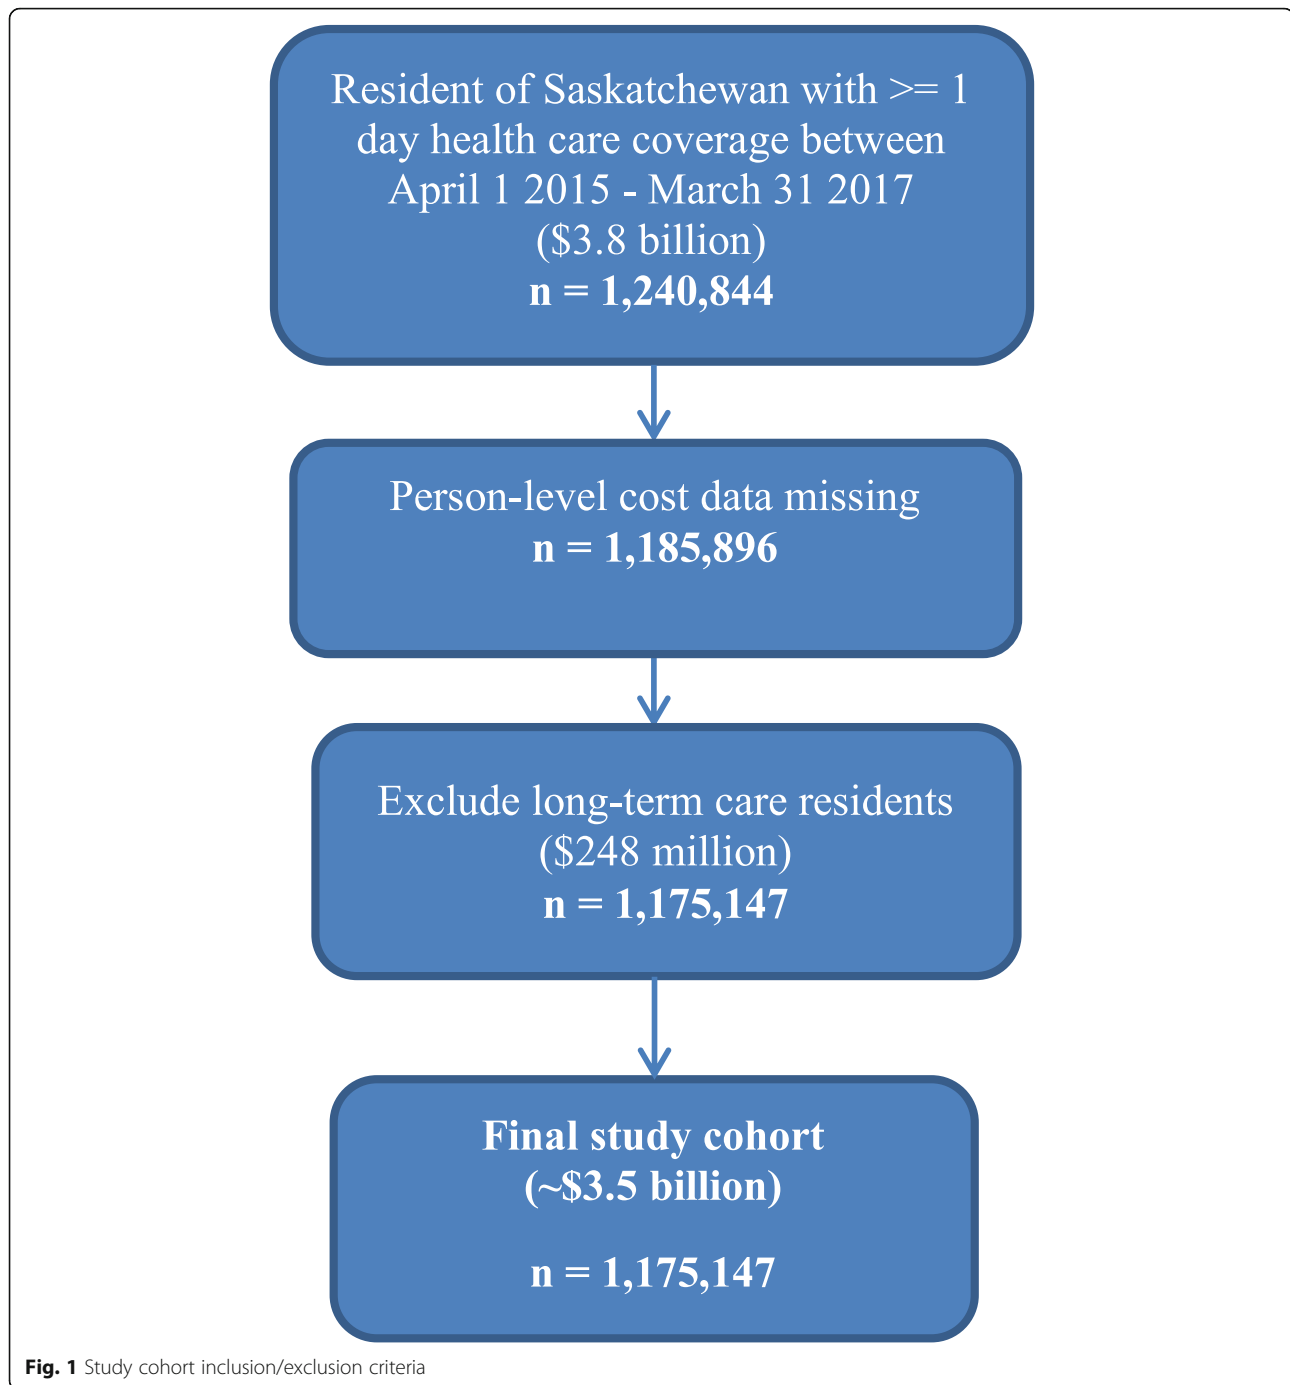 Resident of Saskatchewan with >= 1
day health care coverage between
April 1 2015 - March 31 2017
($3.8 billion)
n = 1,240,844
Person-level cost data missing
n = 1,185,896
Exclude long-term care residents
($248 million)
n = 1,175,147
Final study cohort
(~$3.5 billion)
n = 1,175,147
Fig. 1 Study cohort inclusion/exclusion criteria